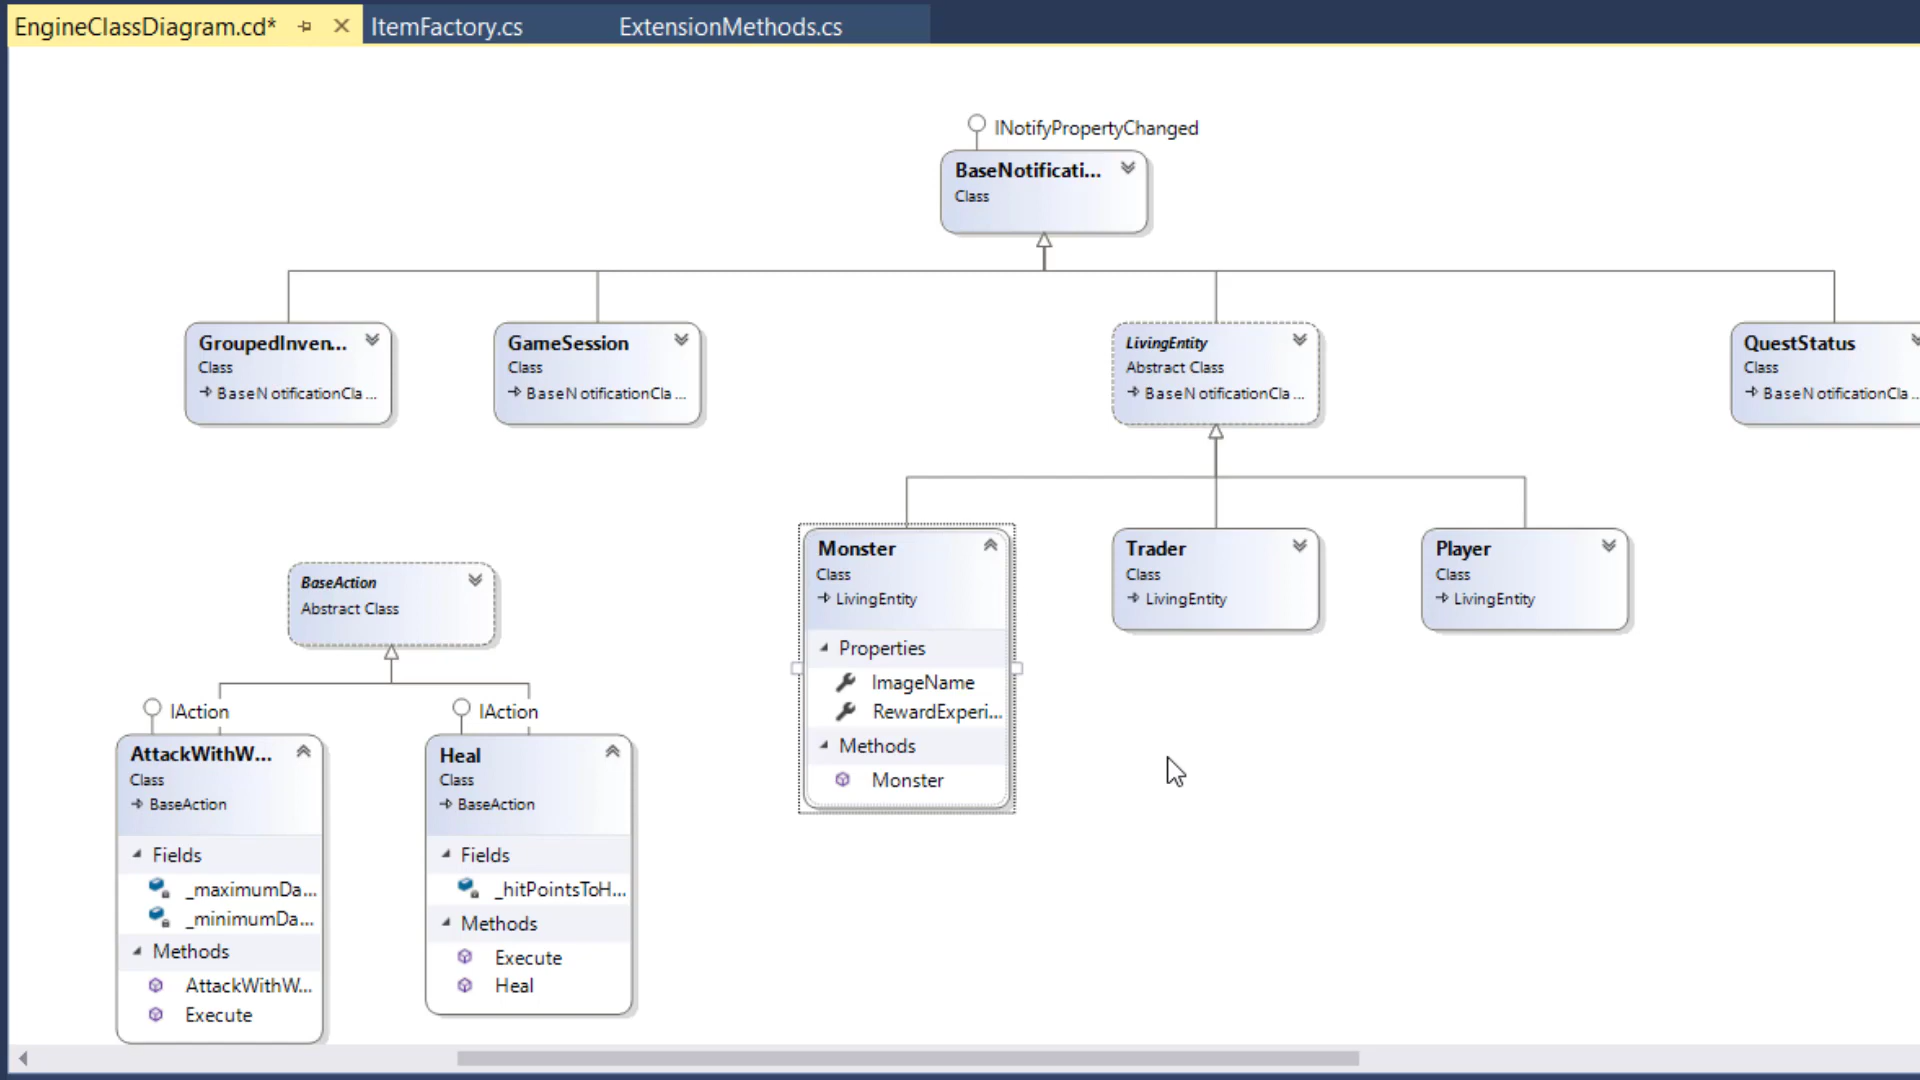 EngineClassDiagram.cd*
ItemFactory.cs
ExtensionMethods.cs
INotifyPropertyChanged
BaseNotificati...
Class
GroupedInven...
Class
BaseNotificationCla...
GameSession
Class
BaseNotificationCla...
LivingEntity
Abstract Class
BaseNotificationCla...
QuestStatus
Class
BaseNotificationCla...
Monster
Class
LivingEntity
Properties
ImageName
RewardExperi...
Methods
Monster
Trader
Class
LivingEntity
Player
Class
LivingEntity
BaseAction
Abstract Class
IAction
AttackWithW...
Class
BaseAction
Fields
_maximumDa...
_minimumDa...
Methods
AttackWithW...
Execute
IAction
Heal
Class
BaseAction
Fields
_hitPointsToH...
Methods
Execute
Heal